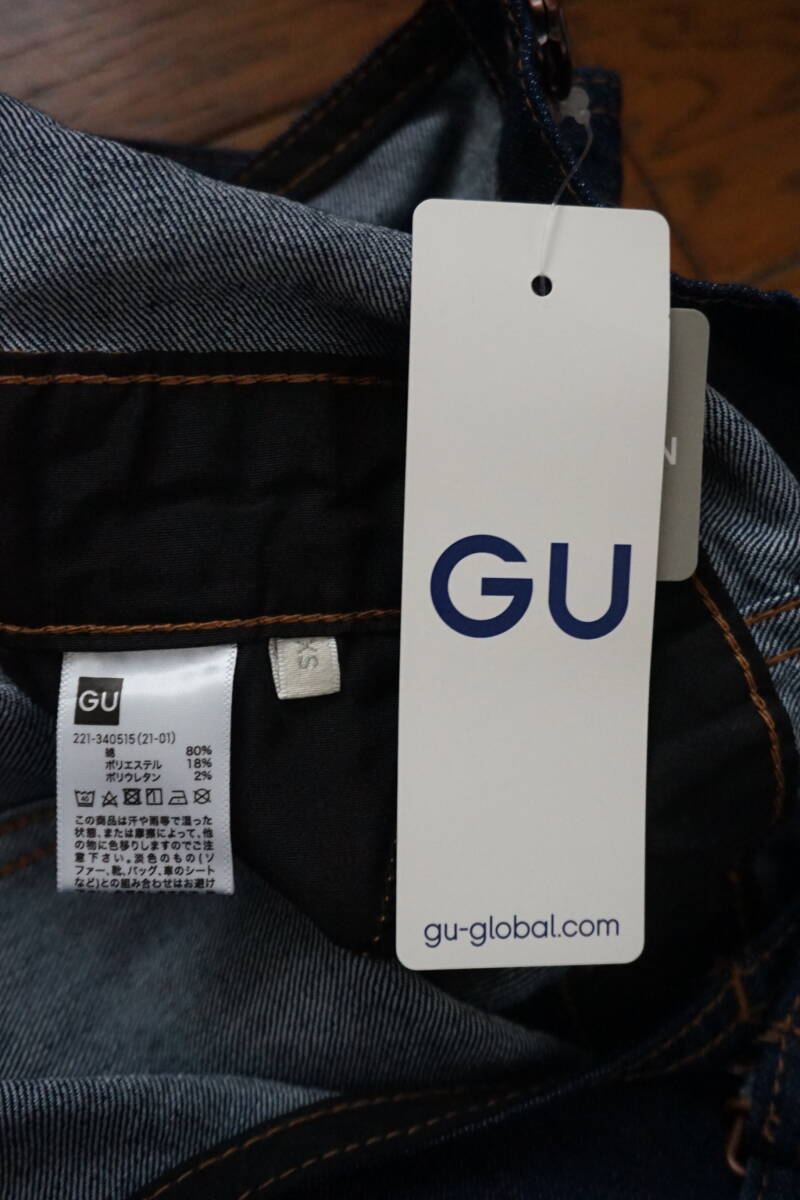 GU
gu-global.com
N
XS
GU
221-340515(21-01)
綿 80%
ポリエステル 18%
ポリウレタン 2%
40
この商品は汗や雨等で湿った
状態、または摩擦によって、他
の物に色移りしますのでご注
意下さい。淡色のもの(ソ
ファー、靴、バッグ、車のシート
など)との組み合わせはお避け